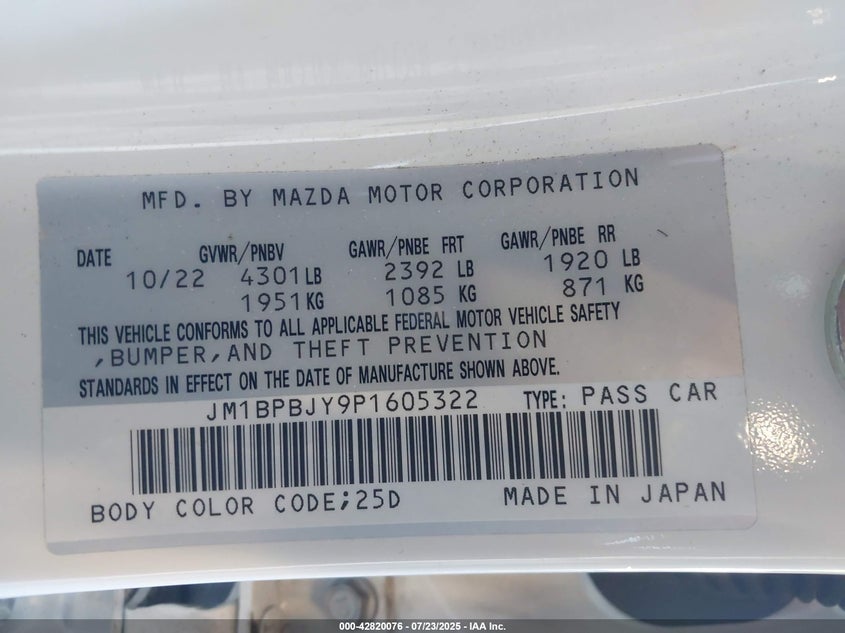 MFD. BY MAZDA MOTOR CORPORATION
DATE GVWR/PNBV GAWR/PNBE FRT GAWR/PNBE RR
10/22 4301LB 2392 LB 1920 LB
1951KG 1085 KG 871 KG
THIS VEHICLE CONFORMS TO ALL APPLICABLE FEDERAL MOTOR VEHICLE SAFETY
,BUMPER,AND THEFT PREVENTION
STANDARDS IN EFFECT ON THE DATE OF MANUFACTURE SHOWN ABOVE.
JM1BPBJY9P1605322 TYPE: PASS CAR
BODY COLOR CODE;25D MADE IN JAPAN
000-42820076 - 07/23/2025 - IAA Inc.